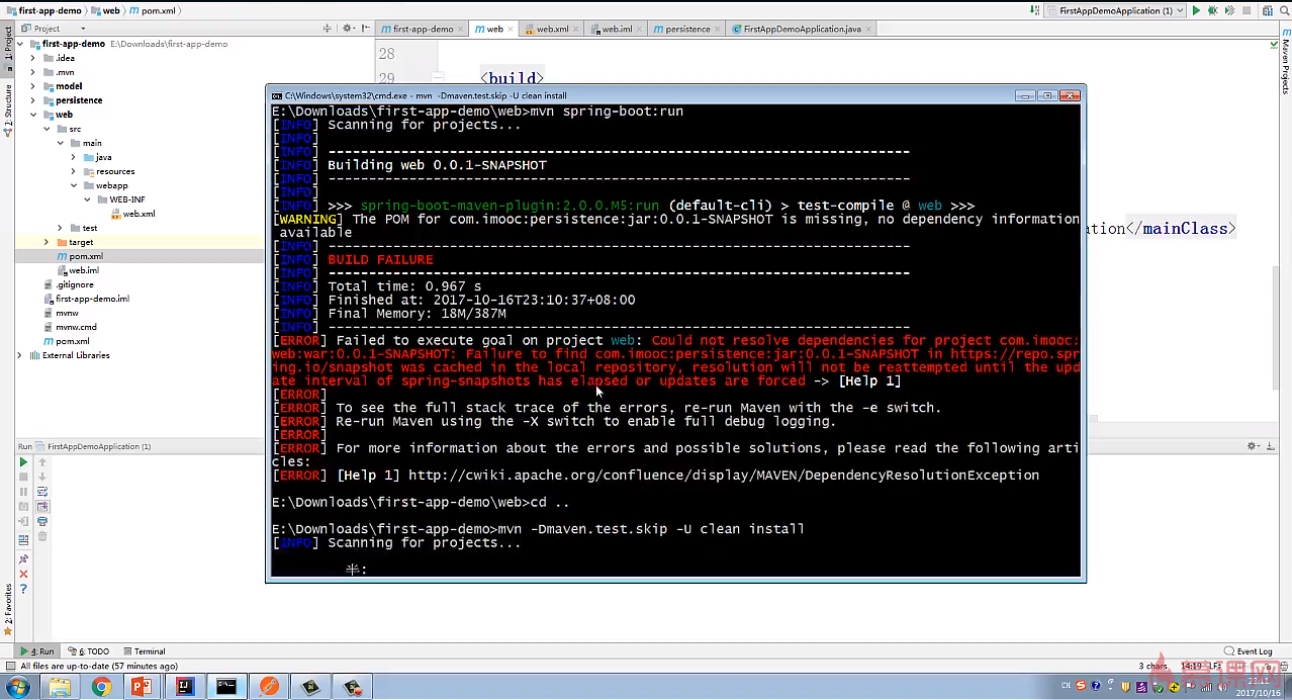 first-app-demo web pom.xml
FirstAppDemoApplication (1)
Project
first-app-demo
web
web.xml
web.iml
persistence
FirstAppDemoApplication.java
first-app-demo E:\Downloads\first-app-demo
.idea
.mvn
model
persistence
web
src
main
java
resources
webapp
WEB-INF
web.xml
test
target
pom.xml
web.iml
.gitignore
first-app-demo.iml
mvnw
mvnw.cmd
pom.xml
External Libraries
1: Project
7: Structure
2: Favorites
Maven Projects
28
29
<build>
ation</mainClass>
C:\Windows\system32\cmd.exe - mvn -Dmaven.test.skip -U clean install
E:\Downloads\first-app-demo\web>mvn spring-boot:run
[INFO] Scanning for projects...
[INFO]
[INFO] ------------------------------------------------------------------------
[INFO] Building web 0.0.1-SNAPSHOT
[INFO] ------------------------------------------------------------------------
[INFO]
[INFO] >>> spring-boot-maven-plugin:2.0.0.M5:run (default-cli) > test-compile @ web >>>
[WARNING] The POM for com.imooc:persistence:jar:0.0.1-SNAPSHOT is missing, no dependency information
available
[INFO] ------------------------------------------------------------------------
[INFO] BUILD FAILURE
[INFO] ------------------------------------------------------------------------
[INFO] Total time: 0.967 s
[INFO] Finished at: 2017-10-16T23:10:37+08:00
[INFO] Final Memory: 18M/387M
[INFO] ------------------------------------------------------------------------
[ERROR] Failed to execute goal on project web: Could not resolve dependencies for project com.imooc:
web:war:0.0.1-SNAPSHOT: Failure to find com.imooc:persistence:jar:0.0.1-SNAPSHOT in https://repo.spr
ing.io/snapshot was cached in the local repository, resolution will not be reattempted until the upd
ate interval of spring-snapshots has elapsed or updates are forced -> [Help 1]
[ERROR]
[ERROR] To see the full stack trace of the errors, re-run Maven with the -e switch.
[ERROR] Re-run Maven using the -X switch to enable full debug logging.
[ERROR]
[ERROR] For more information about the errors and possible solutions, please read the following arti
cles:
[ERROR] [Help 1] http://cwiki.apache.org/confluence/display/MAVEN/DependencyResolutionException
E:\Downloads\first-app-demo\web>cd ..
E:\Downloads\first-app-demo>mvn -Dmaven.test.skip -U clean install
[INFO] Scanning for projects...
半:
Run FirstAppDemoApplication (1)
4: Run
6: TODO
Terminal
Event Log
All files are up-to-date (57 minutes ago)
3 chars
14:19
LF
慕课网
2017/10/16